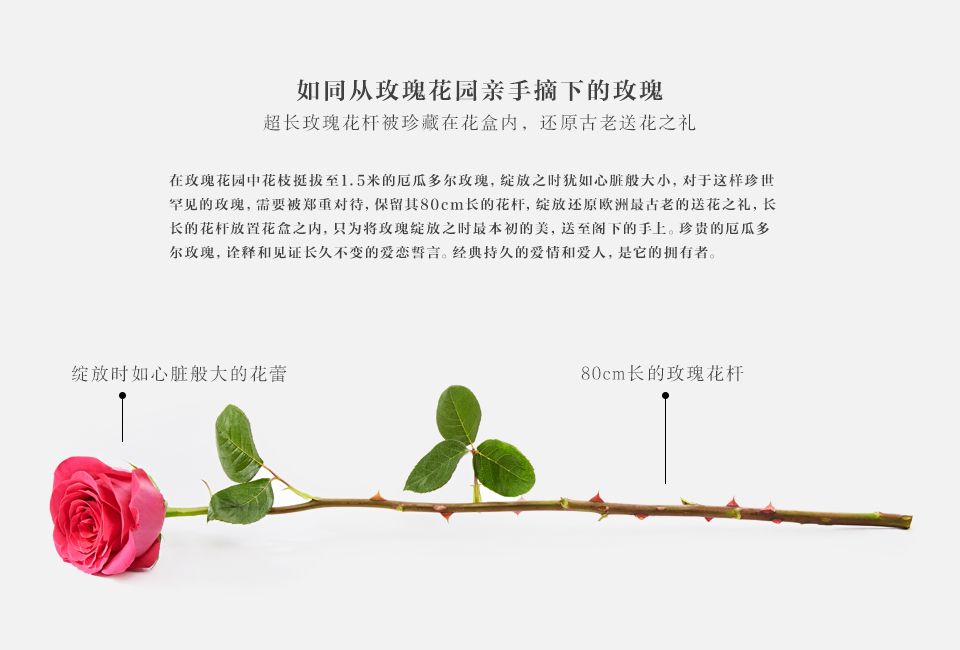 如同从玫瑰花园亲手摘下的玫瑰
超长玫瑰花杆被珍藏在花盒内，还原古老送花之礼
在玫瑰花园中花枝挺拔至1.5米的厄瓜多尔玫瑰，绽放之时犹如心脏般大小，对于这样珍世
罕见的玫瑰，需要被郑重对待，保留其80cm长的花杆，绽放还原欧洲最古老的送花之礼，长
长的花杆放置花盒之内，只为将玫瑰绽放之时最本初的美，送至阁下的手上。珍贵的厄瓜多
尔玫瑰，诠释和见证长久不变的爱恋誓言。经典持久的爱情和爱人，是它的拥有者。
绽放时如心脏般大的花蕾
80cm长的玫瑰花杆